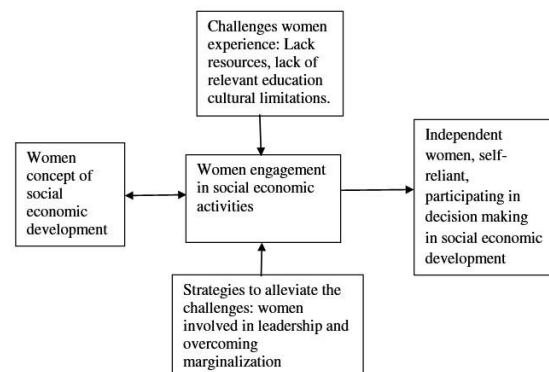 Challenges women
experience: Lack
resources, lack of
relevant education
cultural limitations.
Women
concept of
social
economic
development
Women engagement
in social economic
activities
Independent
women, self-
reliant,
participating in
decision making
in social economic
development
Strategies to alleviate the
challenges: women
involved in leadership and
overcoming
marginalization